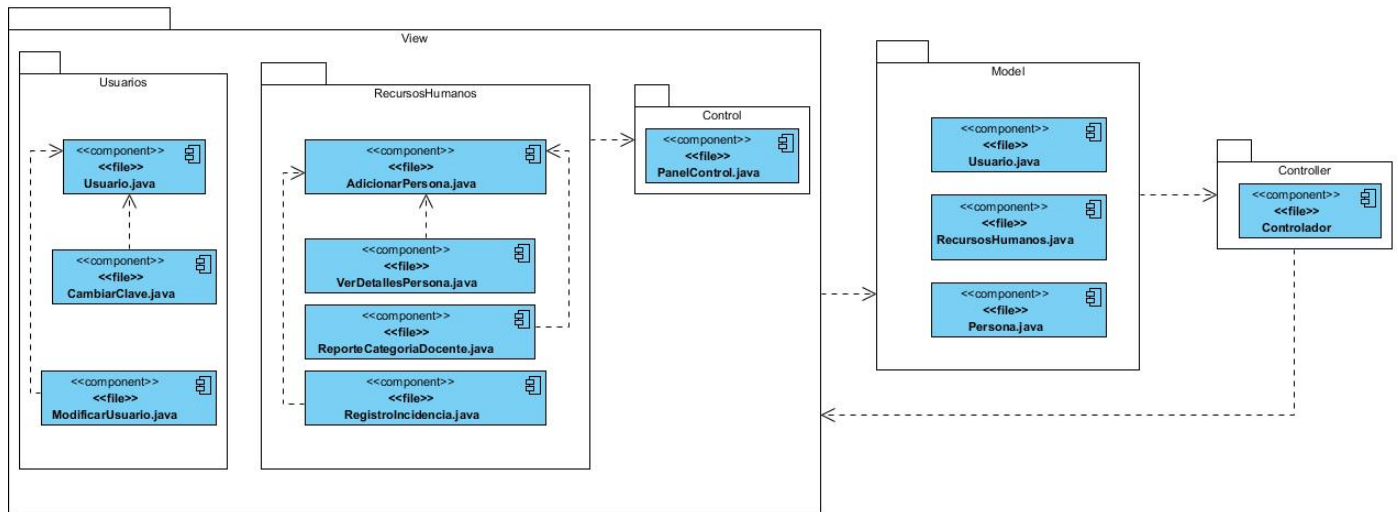 View
Usuarios
<<component>>
<<file>>
Usuario.java
<<component>>
<<file>>
CambiarClave.java
<<component>>
<<file>>
ModificarUsuario.java
RecursosHumanos
<<component>>
<<file>>
AdicionarPersona.java
<<component>>
<<file>>
VerDetallesPersona.java
<<component>>
<<file>>
ReporteCategoriaDocente.java
<<component>>
<<file>>
RegistroIncidencia.java
Control
<<component>>
<<file>>
PanelControl.java
Model
<<component>>
<<file>>
Usuario.java
<<component>>
<<file>>
RecursosHumanos.java
<<component>>
<<file>>
Persona.java
Controller
<<component>>
<<file>>
Controlador